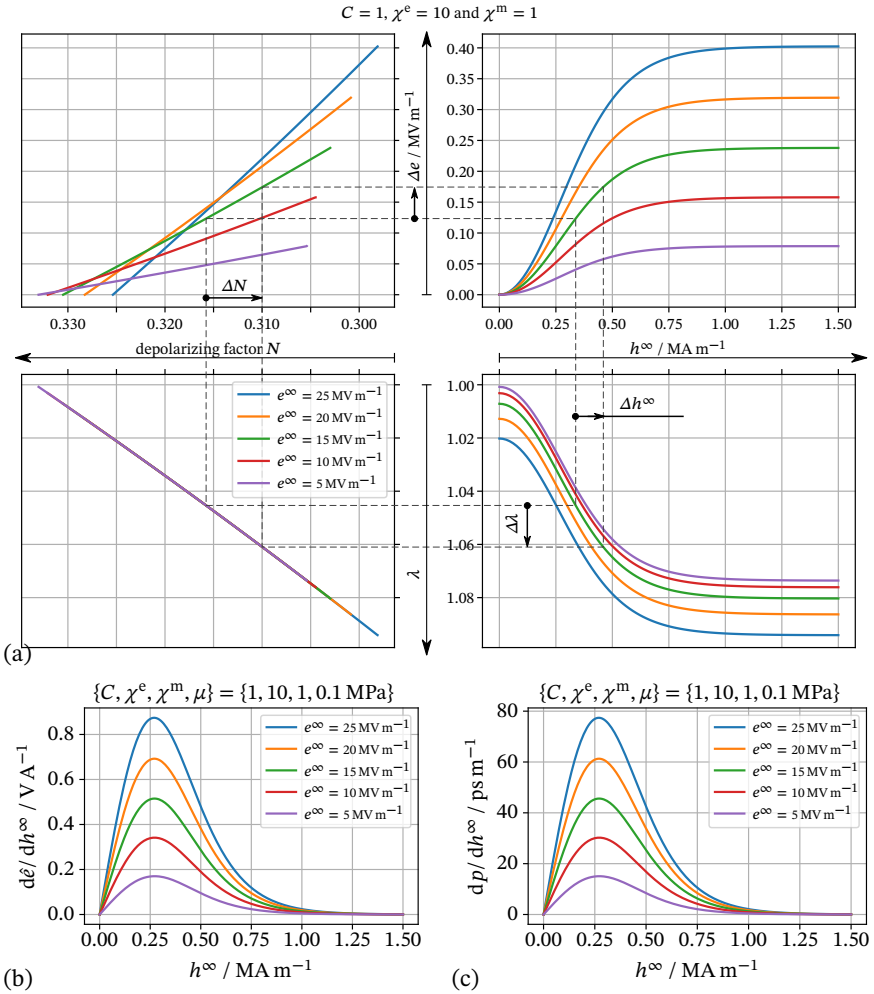 C = 1, χᵉ = 10 and χᵐ = 1
Δe / MV m⁻¹
0.40
0.35
0.30
0.25
0.20
0.15
0.10
0.05
0.00
ΔN
0.330 0.320 0.310 0.300
depolarizing factor N
0.00 0.25 0.50 0.75 1.00 1.25 1.50
h^∞ / MA m⁻¹
e^∞ = 25 MV m⁻¹
e^∞ = 20 MV m⁻¹
e^∞ = 15 MV m⁻¹
e^∞ = 10 MV m⁻¹
e^∞ = 5 MV m⁻¹
λ
1.00
1.02
1.04
1.06
1.08
Δh^∞
Δλ
(a)
{C, χᵉ, χᵐ, μ} = {1, 10, 1, 0.1 MPa}
dê/ dh^∞ / V A⁻¹
0.8
0.6
0.4
0.2
0.0
e^∞ = 25 MV m⁻¹
e^∞ = 20 MV m⁻¹
e^∞ = 15 MV m⁻¹
e^∞ = 10 MV m⁻¹
e^∞ = 5 MV m⁻¹
0.00 0.25 0.50 0.75 1.00 1.25 1.50
h^∞ / MA m⁻¹
(b)
{C, χᵉ, χᵐ, μ} = {1, 10, 1, 0.1 MPa}
dp/ dh^∞ / ps m⁻¹
80
60
40
20
0
e^∞ = 25 MV m⁻¹
e^∞ = 20 MV m⁻¹
e^∞ = 15 MV m⁻¹
e^∞ = 10 MV m⁻¹
e^∞ = 5 MV m⁻¹
0.00 0.25 0.50 0.75 1.00 1.25 1.50
h^∞ / MA m⁻¹
(c)